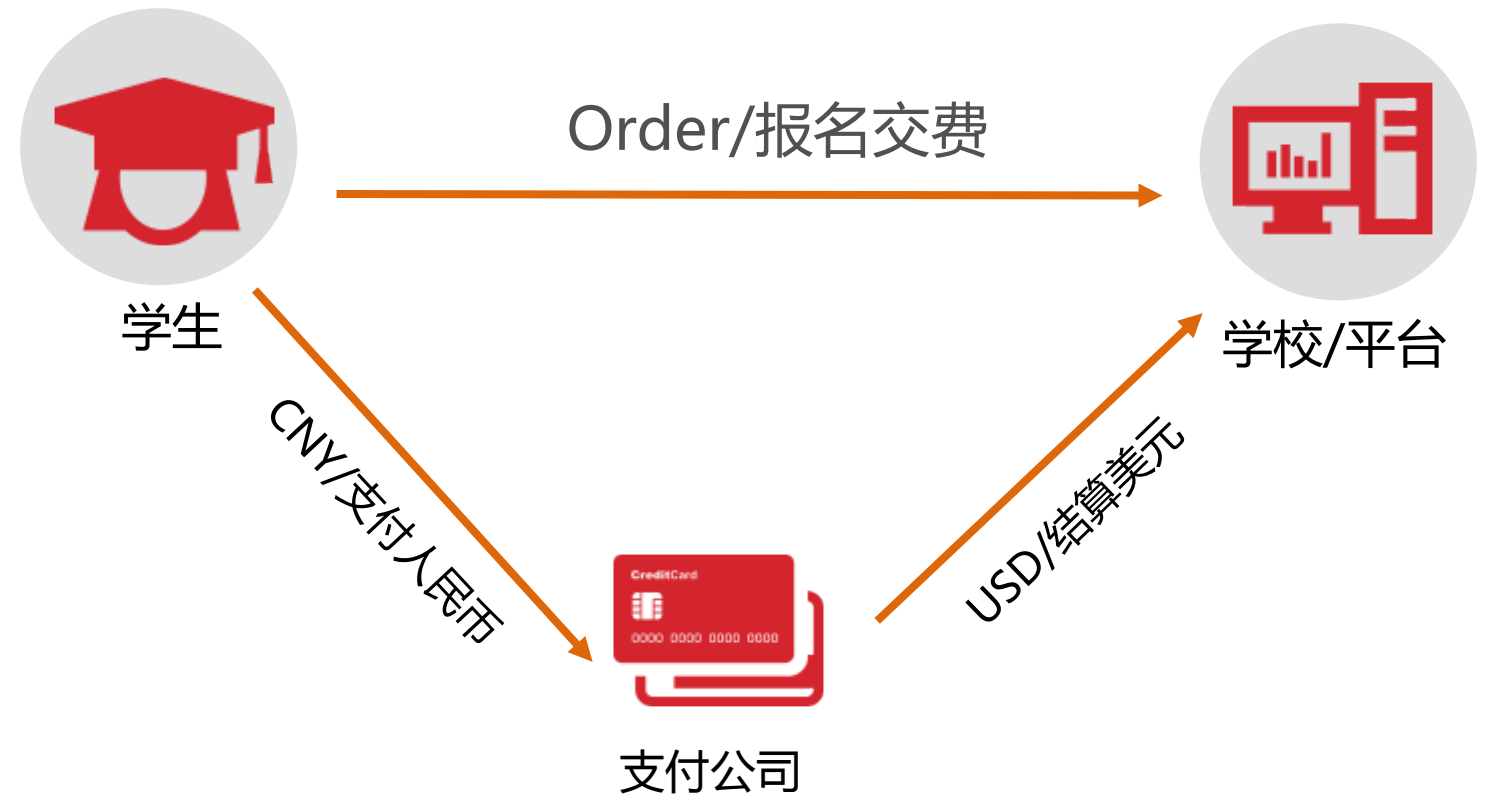 Order/报名交费
学生
学校/平台
CNY/支付人民币
USD/结算美元
CreditCard
0000 0000 0000 0000
支付公司